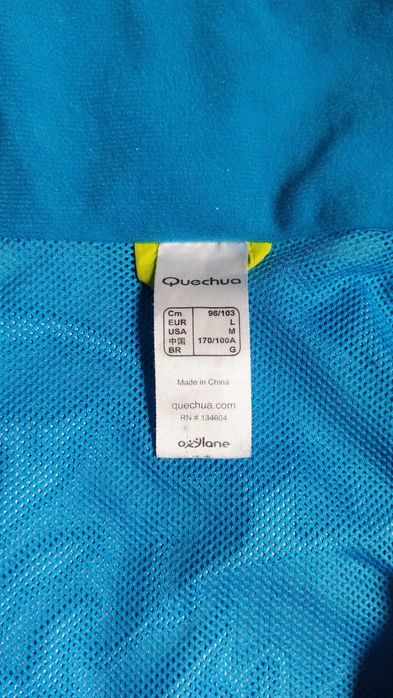 Quechua
Cm 96/103
EUR L
USA M
中国 170/100A
BR G
Made in China
quechua.com
RN # 134604
oxylane